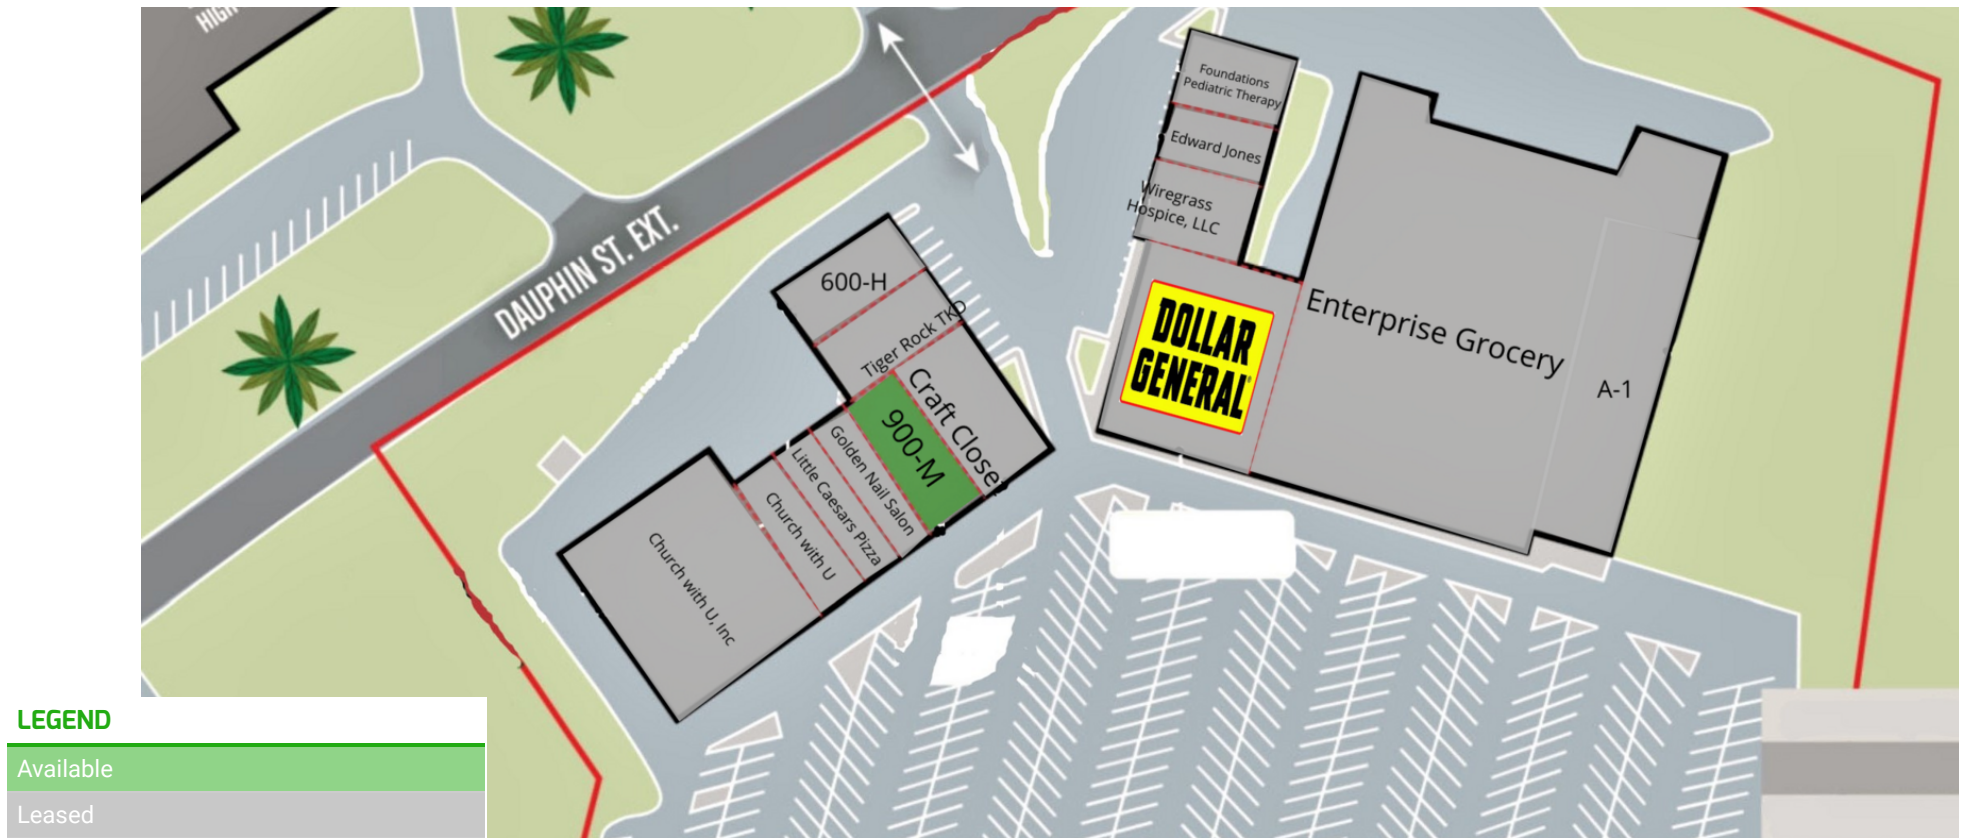 HIGH
Foundations
Pediatric Therapy
Edward Jones
Wiregrass
Hospice, LLC
DAUPHIN ST. EXT.
600-H
Tiger Rock TKD
Craft Closet
900-M
Golden Nail Salon
Little Caesars Pizza
Church with U
Church with U, Inc
DOLLAR
GENERAL
Enterprise Grocery
A-1
LEGEND
Available
Leased